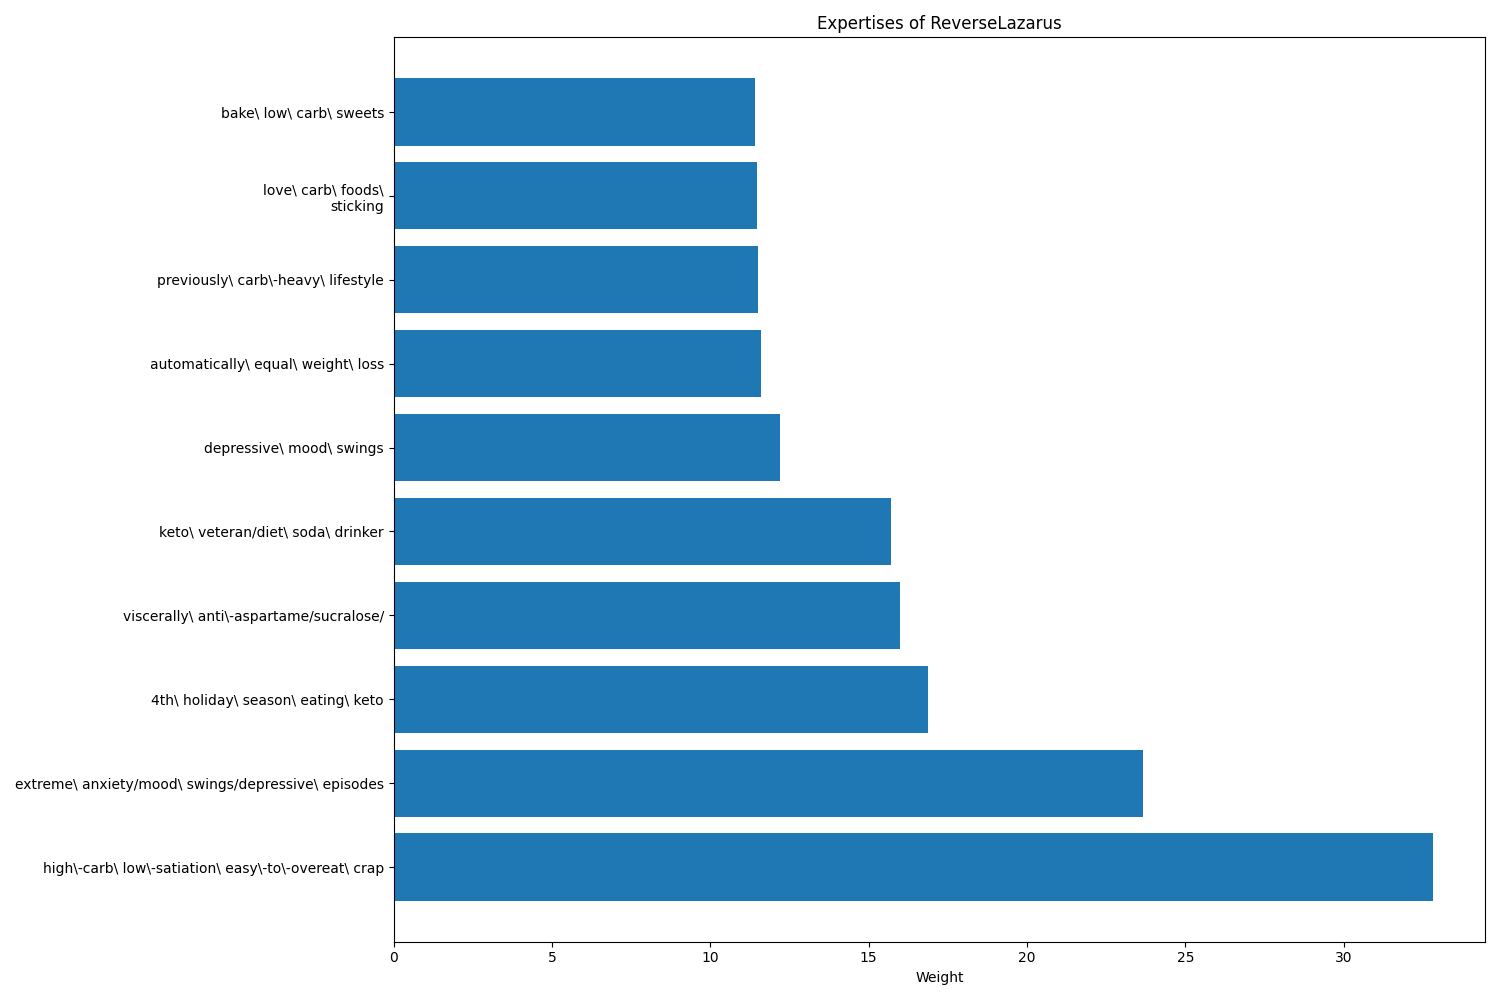 Expertises of ReverseLazarus
bake\ low\ carb\ sweets
love\ carb\ foods\
sticking
previously\ carb\-heavy\ lifestyle
automatically\ equal\ weight\ loss
depressive\ mood\ swings
keto\ veteran/diet\ soda\ drinker
viscerally\ anti\-aspartame/sucralose/
4th\ holiday\ season\ eating\ keto
extreme\ anxiety/mood\ swings/depressive\ episodes
high\-carb\ low\-satiation\ easy\-to\-overeat\ crap
0 5 10 15 20 25 30
Weight